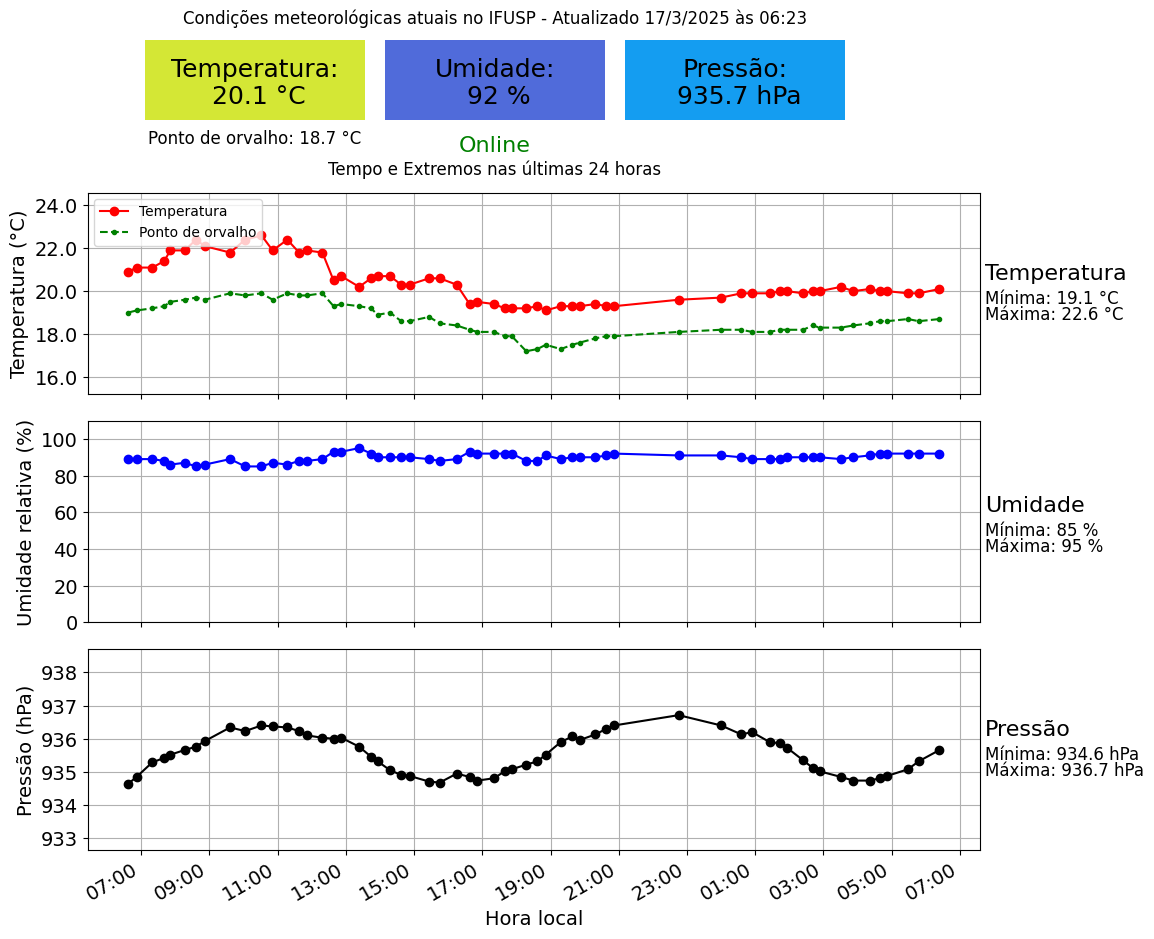 Condições meteorológicas atuais no IFUSP - Atualizado 17/3/2025 às 06:23
Temperatura:
20.1 °C
Umidade:
92 %
Pressão:
935.7 hPa
Ponto de orvalho: 18.7 °C
Online
Tempo e Extremos nas últimas 24 horas
Temperatura (°C)
24.0
22.0
20.0
18.0
16.0
Temperatura
Ponto de orvalho
Temperatura
Mínima: 19.1 °C
Máxima: 22.6 °C
Umidade relativa (%)
100
80
60
40
20
0
Umidade
Mínima: 85 %
Máxima: 95 %
Pressão (hPa)
938
937
936
935
934
933
Pressão
Mínima: 934.6 hPa
Máxima: 936.7 hPa
07:00 09:00 11:00 13:00 15:00 17:00 19:00 21:00 23:00 01:00 03:00 05:00 07:00
Hora local